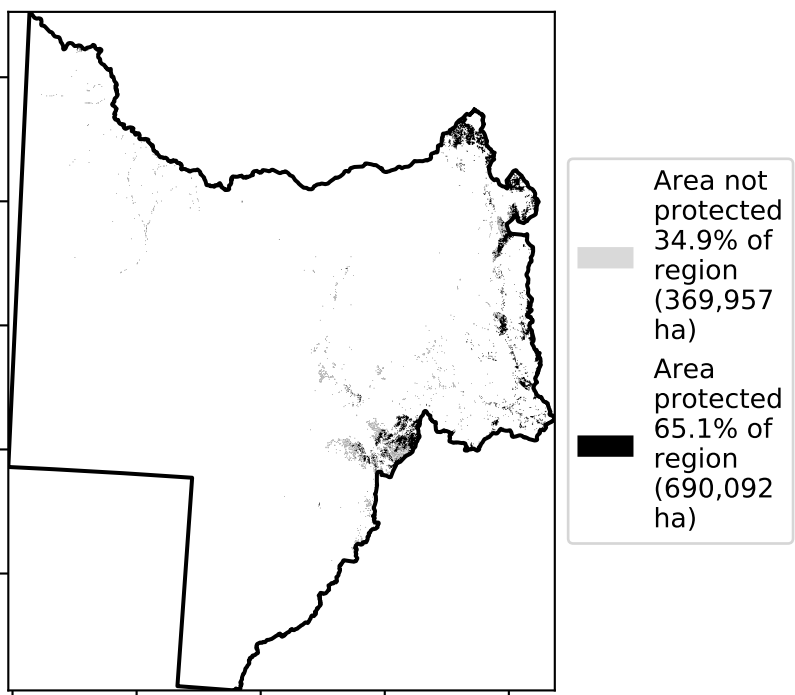 Area not
protected
34.9% of
region
(369,957
ha)
Area
protected
65.1% of
region
(690,092
ha)